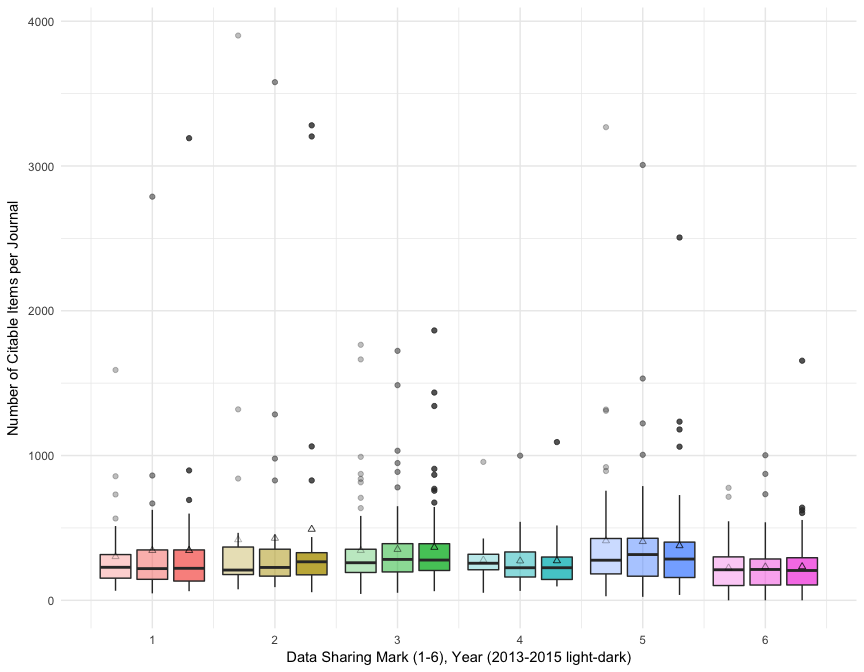 4000
3000
2000
1000
0
Number of Citable Items per Journal
1 2 3 4 5 6
Data Sharing Mark (1-6), Year (2013-2015 light-dark)